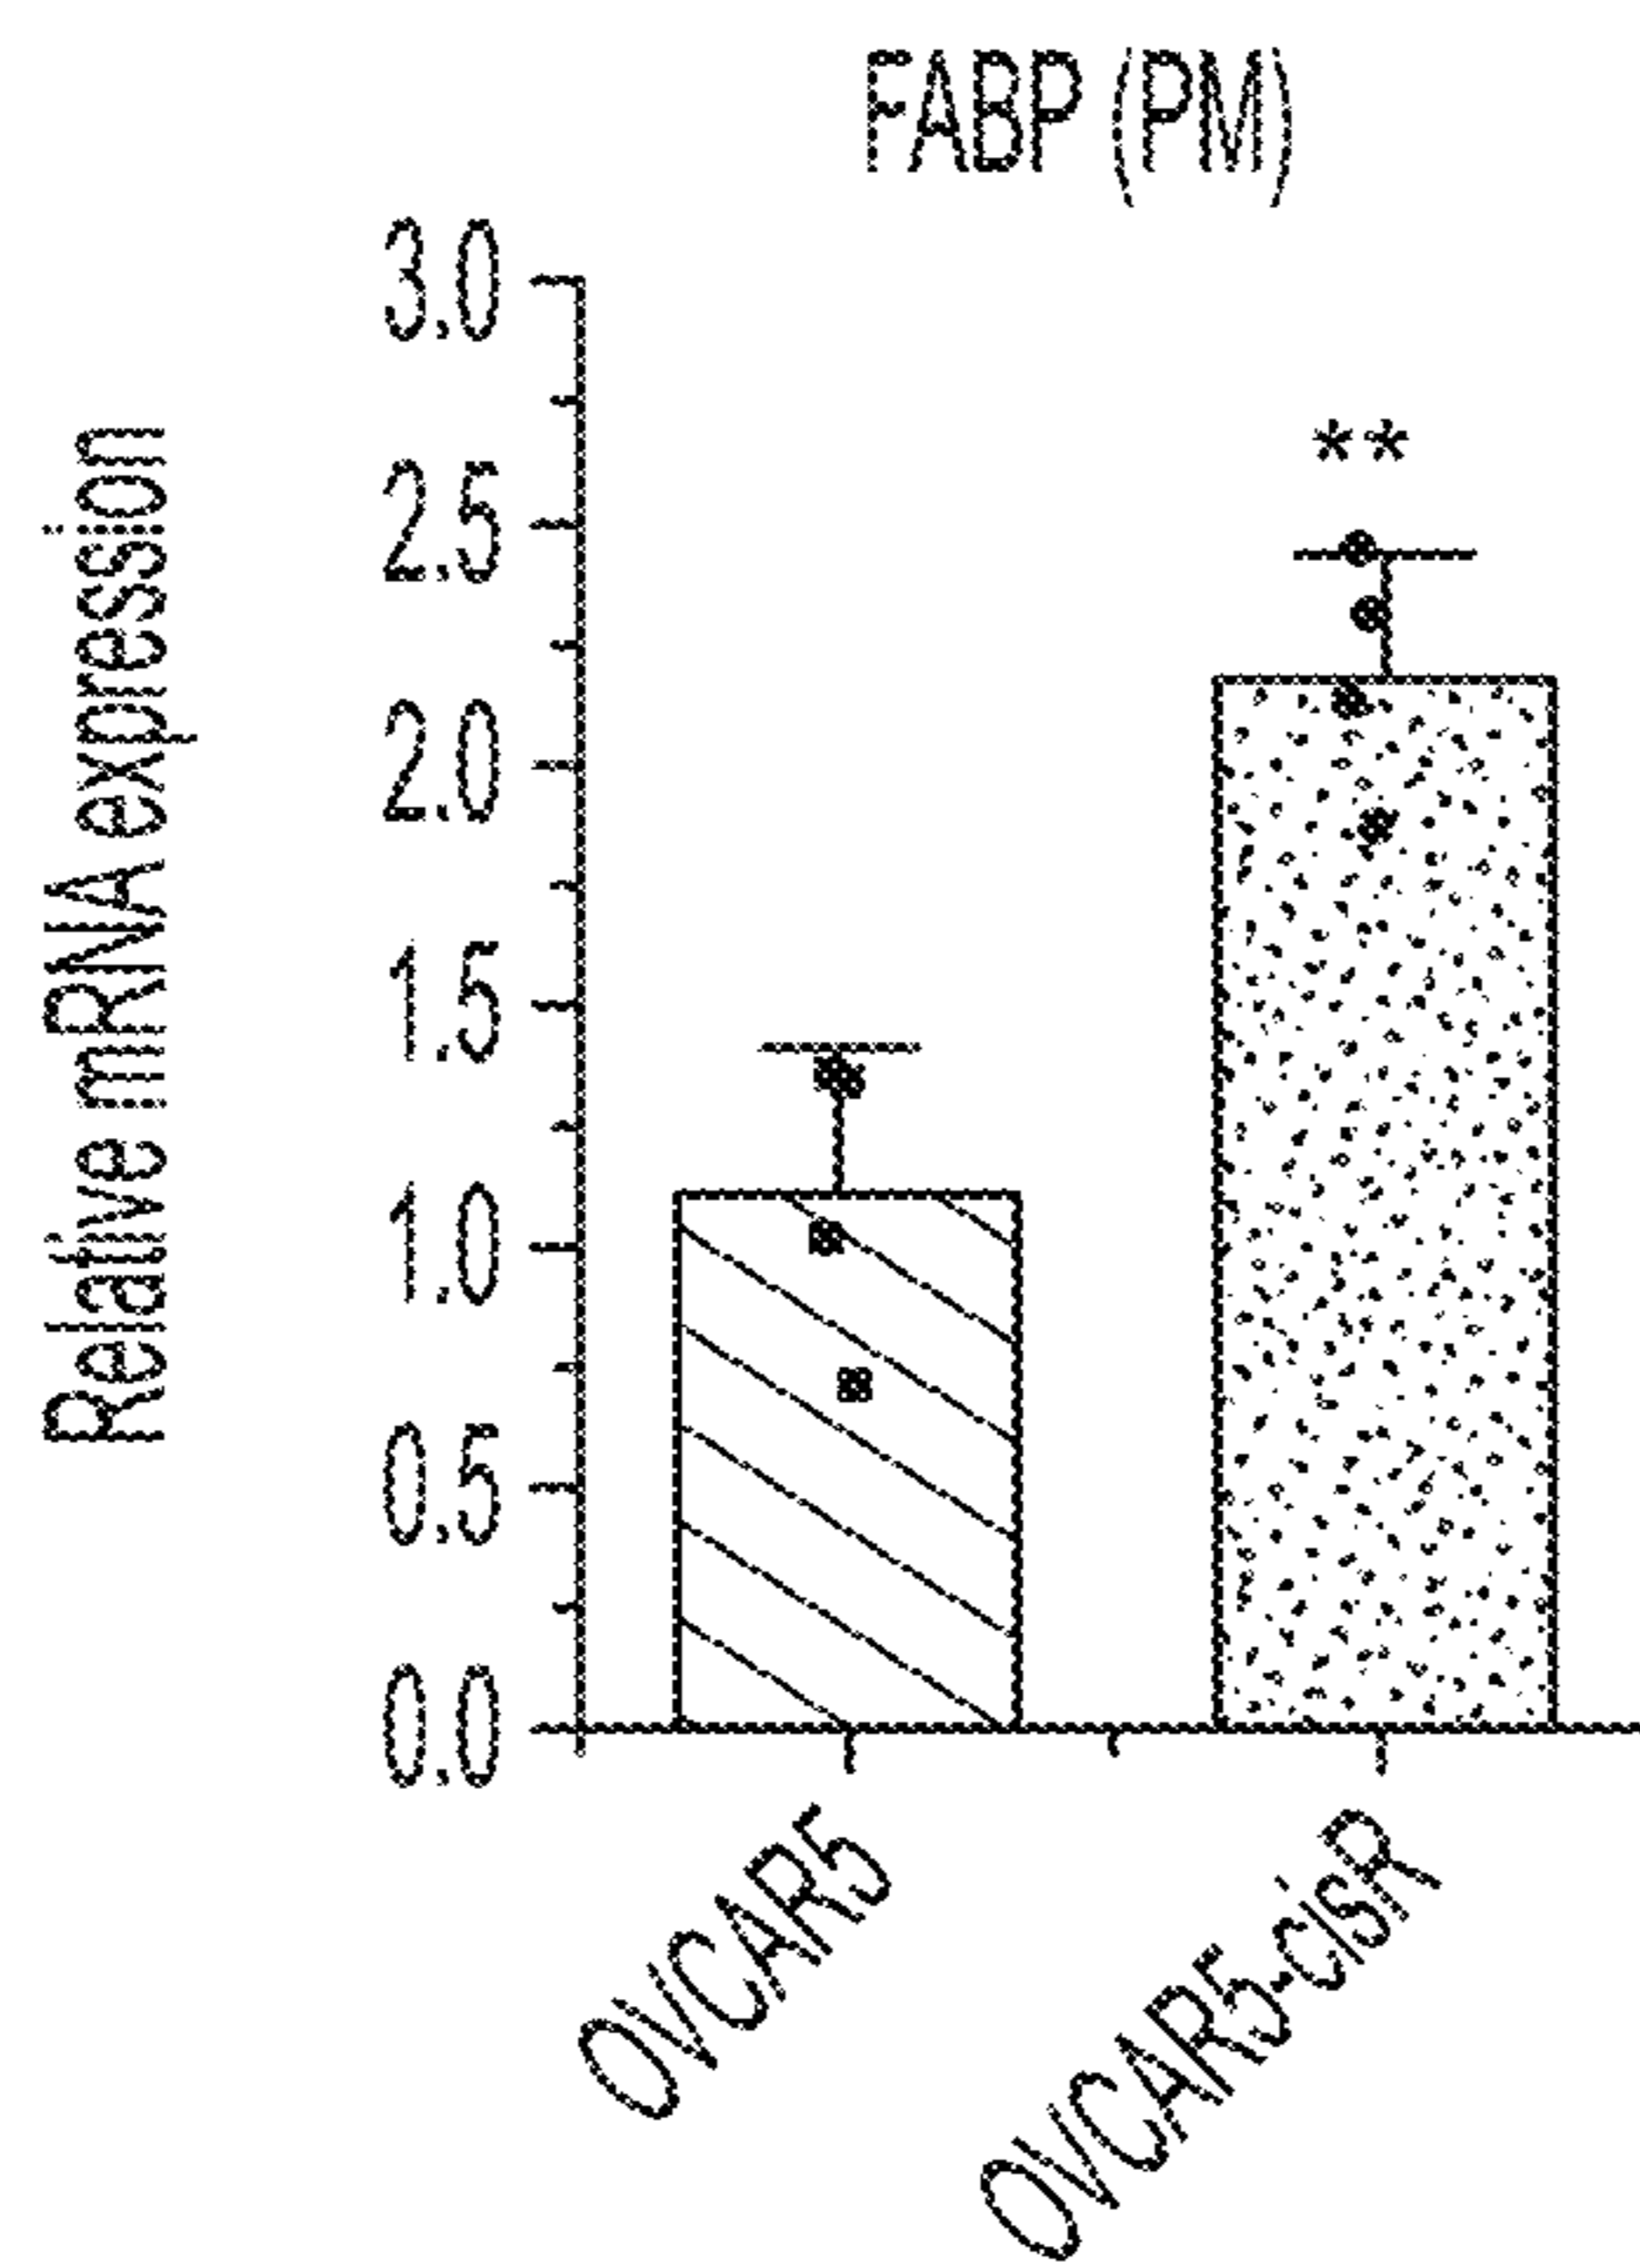 FABP (PM)
Relative mRNA expression
3.0
2.5
2.0
1.5
1.0
0.5
0.0
**
OVCAR5
OVCAR5-cisR